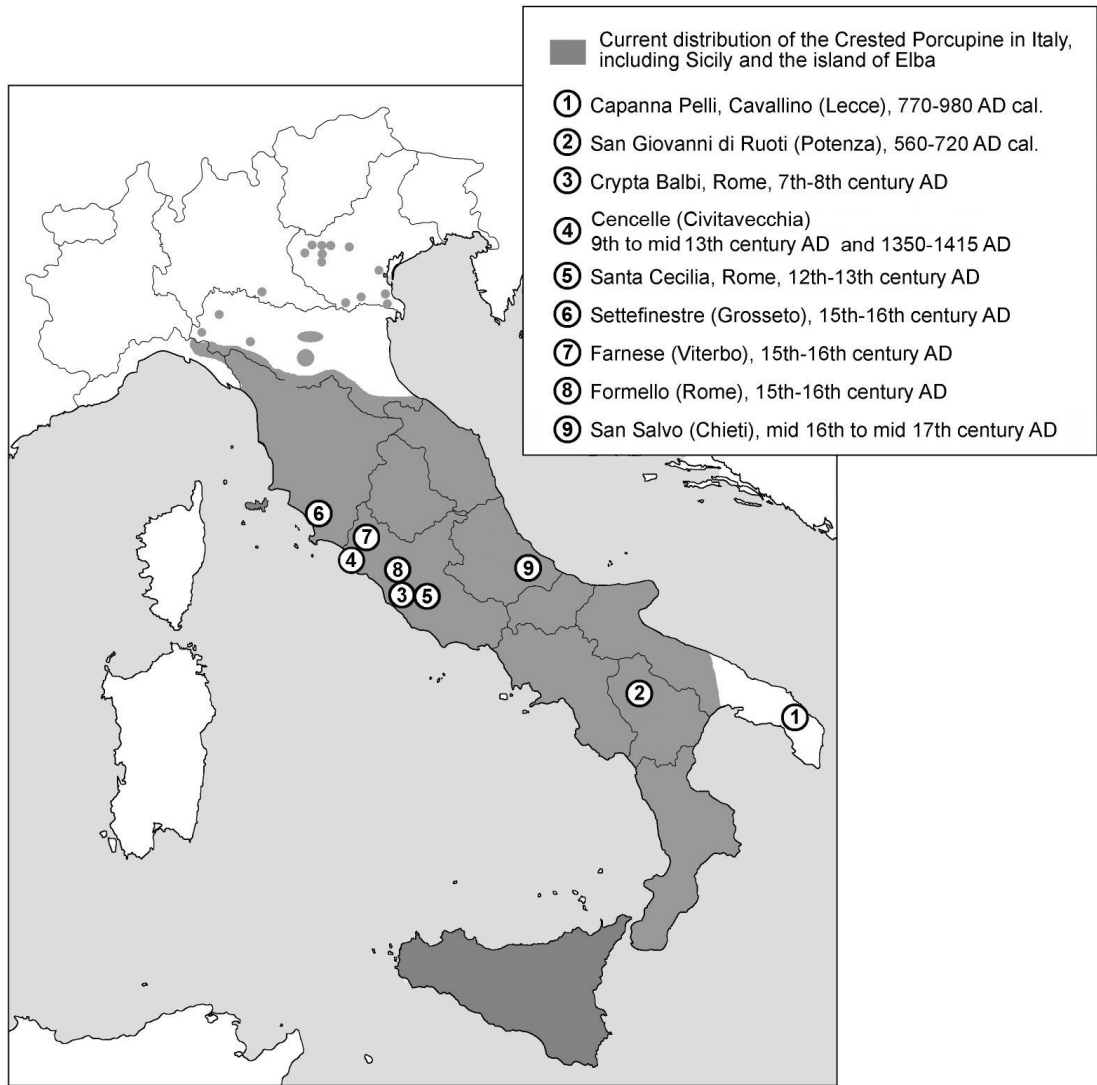 Current distribution of the Crested Porcupine in Italy,
including Sicily and the island of Elba
1 Capanna Pelli, Cavallino (Lecce), 770-980 AD cal.
2 San Giovanni di Ruoti (Potenza), 560-720 AD cal.
3 Crypta Balbi, Rome, 7th-8th century AD
4 Cencelle (Civitavecchia)
9th to mid 13th century AD and 1350-1415 AD
5 Santa Cecilia, Rome, 12th-13th century AD
6 Settefinestre (Grosseto), 15th-16th century AD
7 Farnese (Viterbo), 15th-16th century AD
8 Formello (Rome), 15th-16th century AD
9 San Salvo (Chieti), mid 16th to mid 17th century AD
6
7
4
8
9
3 5
2
1